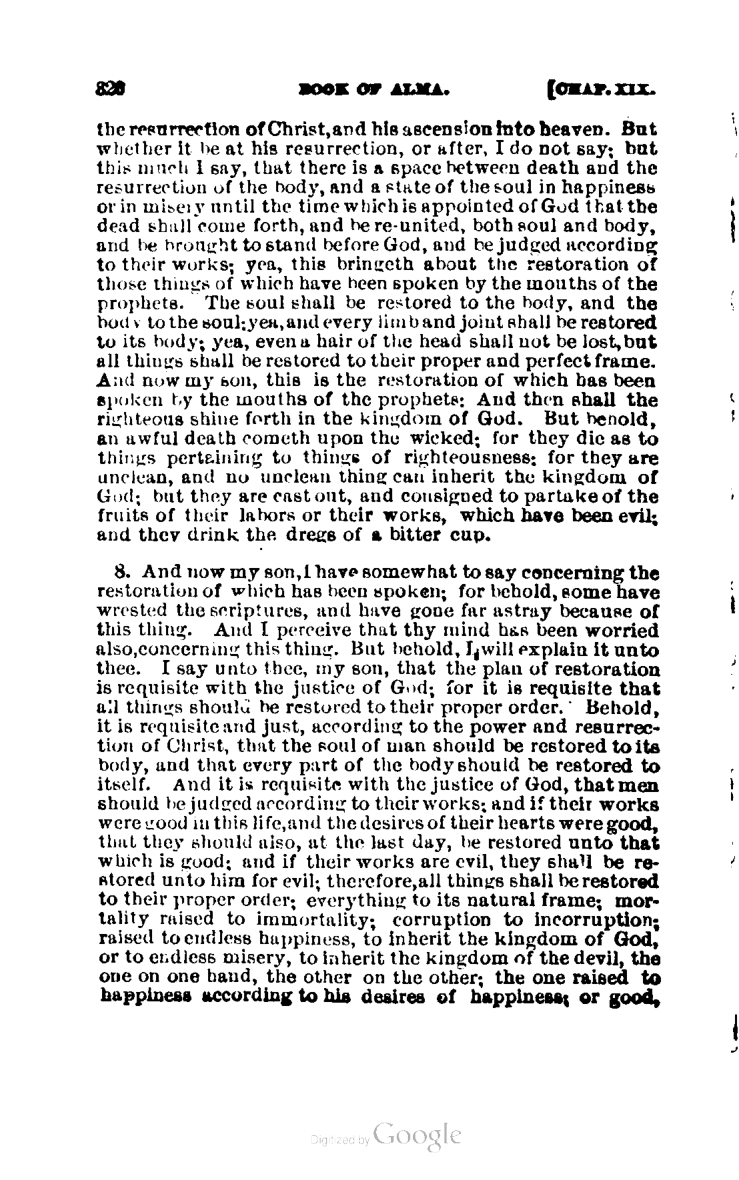 326 BOOK OF ALMA. [CHAP. XIX.
the resurrection of Christ, and his ascension into heaven. But
whether it be at his resurrection, or after, I do not say; but
this much I say, that there is a space between death and the
resurrection of the body, and a state of the soul in happiness
or in misery until the time which is appointed of God that the
dead shall come forth, and be re-united, both soul and body,
and be brought to stand before God, and be judged according
to their works; yea, this bringeth about the restoration of
those things of which have been spoken by the mouths of the
prophets. The soul shall be restored to the body, and the
body to the soul; yea, and every limb and joint shall be restored
to its body; yea, even a hair of the head shall not be lost, but
all things shall be restored to their proper and perfect frame.
And now my son, this is the restoration of which has been
spoken by the mouths of the prophets: And then shall the
righteous shine forth in the kingdom of God. But behold,
an awful death cometh upon the wicked; for they die as to
things pertaining to things of righteousness; for they are
unclean, and no unclean thing can inherit the kingdom of
God; but they are cast out, and consigned to partake of the
fruits of their labors or their works, which have been evil;
and they drink the dregs of a bitter cup.
8. And now my son, I have somewhat to say concerning the
restoration of which has been spoken; for behold, some have
wrested the scriptures, and have gone far astray because of
this thing. And I perceive that thy mind has been worried
also, concerning this thing. But behold, I will explain it unto
thee. I say unto thee, my son, that the plan of restoration
is requisite with the justice of God; for it is requisite that
all things should be restored to their proper order. Behold,
it is requisite and just, according to the power and resurrec-
tion of Christ, that the soul of man should be restored to its
body, and that every part of the body should be restored to
itself. And it is requisite with the justice of God, that men
should be judged according to their works; and if their works
were good in this life, and the desires of their hearts were good,
that they should also, at the last day, be restored unto that
which is good; and if their works are evil, they shall be re-
stored unto him for evil; therefore, all things shall be restored
to their proper order; everything to its natural frame; mor-
tality raised to immortality; corruption to incorruption;
raised to endless happiness, to inherit the kingdom of God,
or to endless misery, to inherit the kingdom of the devil, the
one on one hand, the other on the other; the one raised to
happiness according to his desires of happiness; or good,
Digitized by Google